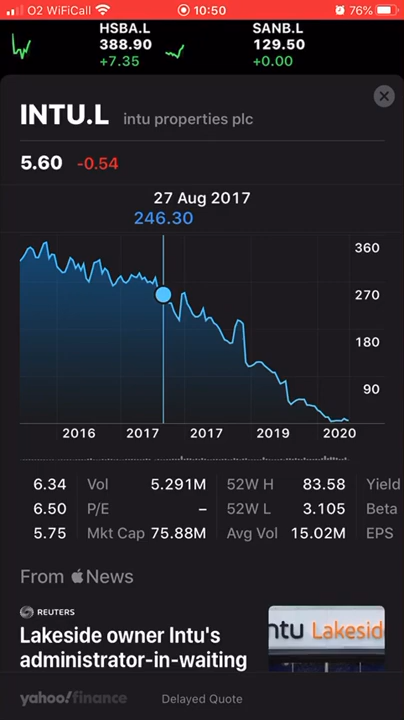 O2 WiFiCall 10:50 76%
HSBA.L SANB.L
388.90 129.50
+7.35 +0.00
INTU.L intu properties plc
5.60 -0.54
27 Aug 2017
246.30
360
270
180
90
2016 2017 2017 2019 2020
6.34 Vol 5.291M 52W H 83.58 Yield
6.50 P/E – 52W L 3.105 Beta
5.75 Mkt Cap 75.88M Avg Vol 15.02M EPS
From News
REUTERS
Lakeside owner Intu's
administrator-in-waiting
ntu Lakesid
yahoo!finance Delayed Quote